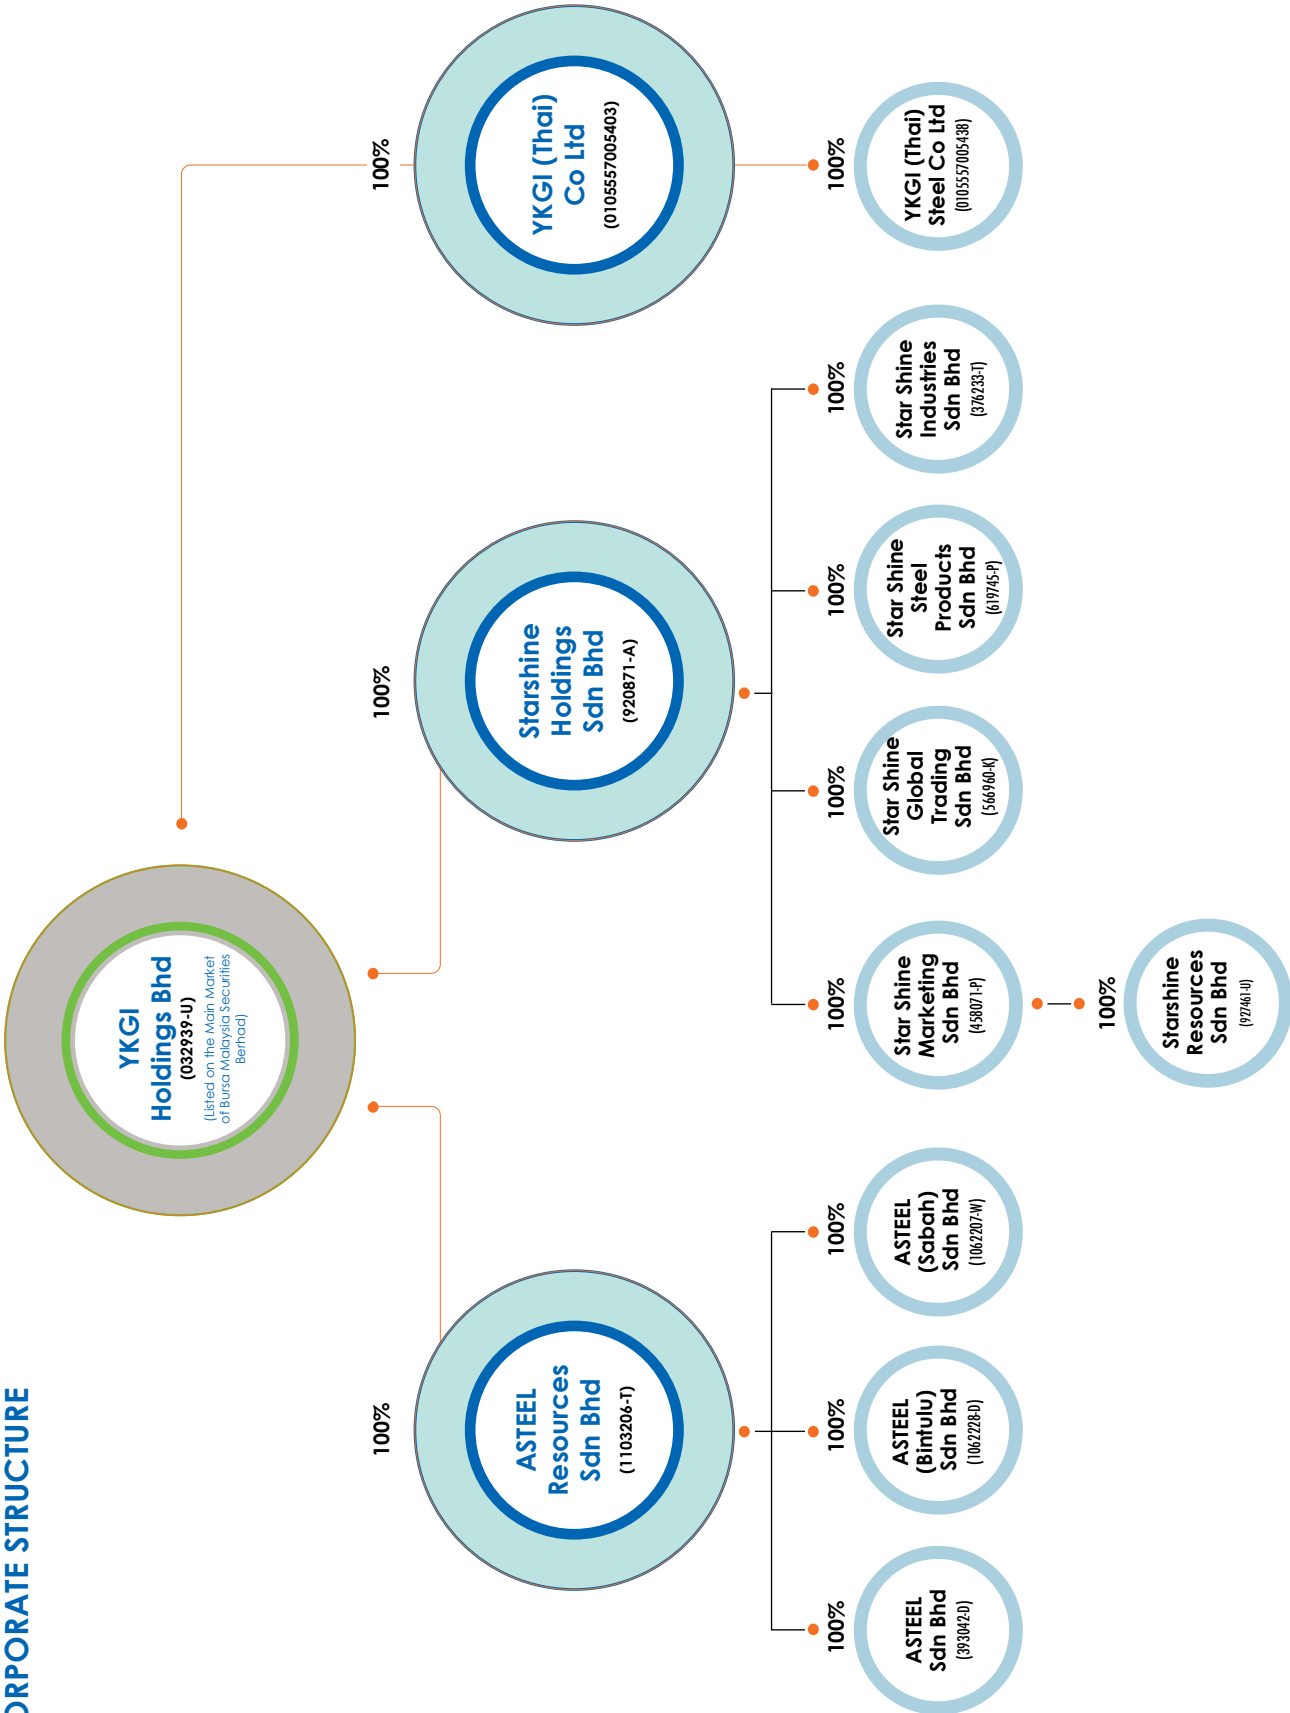 ORPORATE STRUCTURE
YKGI
Holdings Bhd
(032939-U)
(Listed on the Main Market
of Bursa Malaysia Securities
Berhad)
100%
ASTEEL
Resources
Sdn Bhd
(1103206-T)
100%
Starshine
Holdings
Sdn Bhd
(920871-A)
100%
YKGI (Thai)
Co Ltd
(0105557005403)
100%
ASTEEL
Sdn Bhd
(393042-D)
100%
ASTEEL
(Bintulu)
Sdn Bhd
(1062228-D)
100%
ASTEEL
(Sabah)
Sdn Bhd
(1062207-W)
100%
Star Shine
Marketing
Sdn Bhd
(458071-P)
100%
Star Shine
Global
Trading
Sdn Bhd
(566960-K)
100%
Star Shine
Steel
Products
Sdn Bhd
(619745-P)
100%
Star Shine
Industries
Sdn Bhd
(376233-T)
100%
YKGI (Thai)
Steel Co Ltd
(0105557005438)
100%
Starshine
Resources
Sdn Bhd
(927461-U)